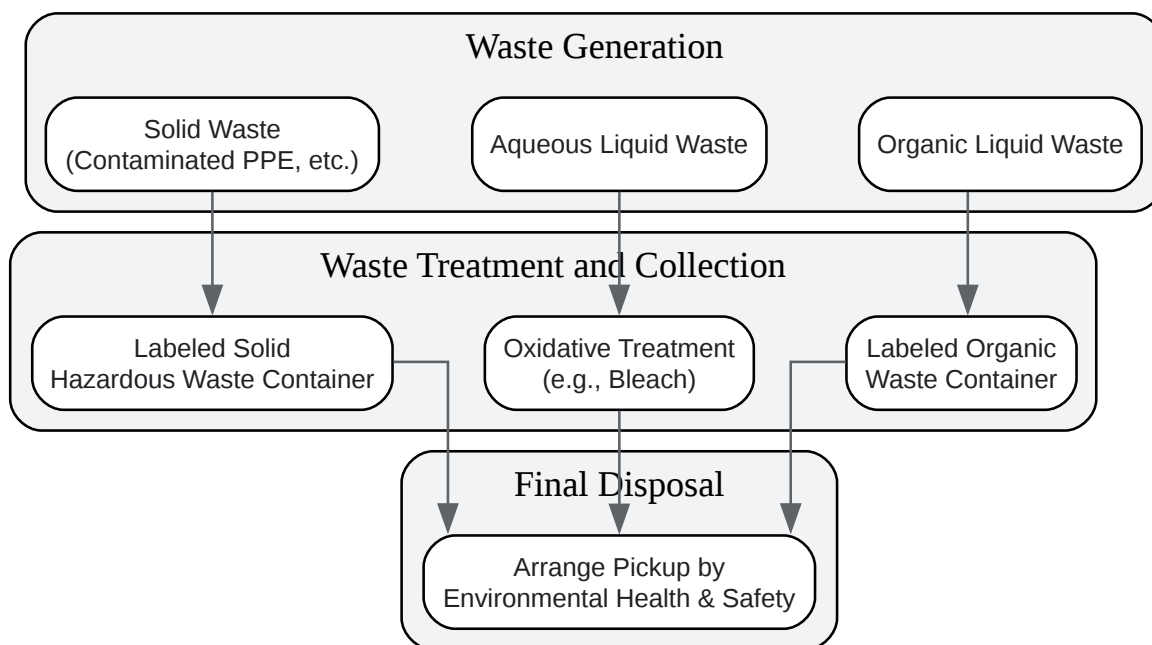 Waste Generation
Solid Waste
(Contaminated PPE, etc.)
Aqueous Liquid Waste
Organic Liquid Waste
Waste Treatment and Collection
Labeled Solid
Hazardous Waste Container
Oxidative Treatment
(e.g., Bleach)
Labeled Organic
Waste Container
Final Disposal
Arrange Pickup by
Environmental Health & Safety